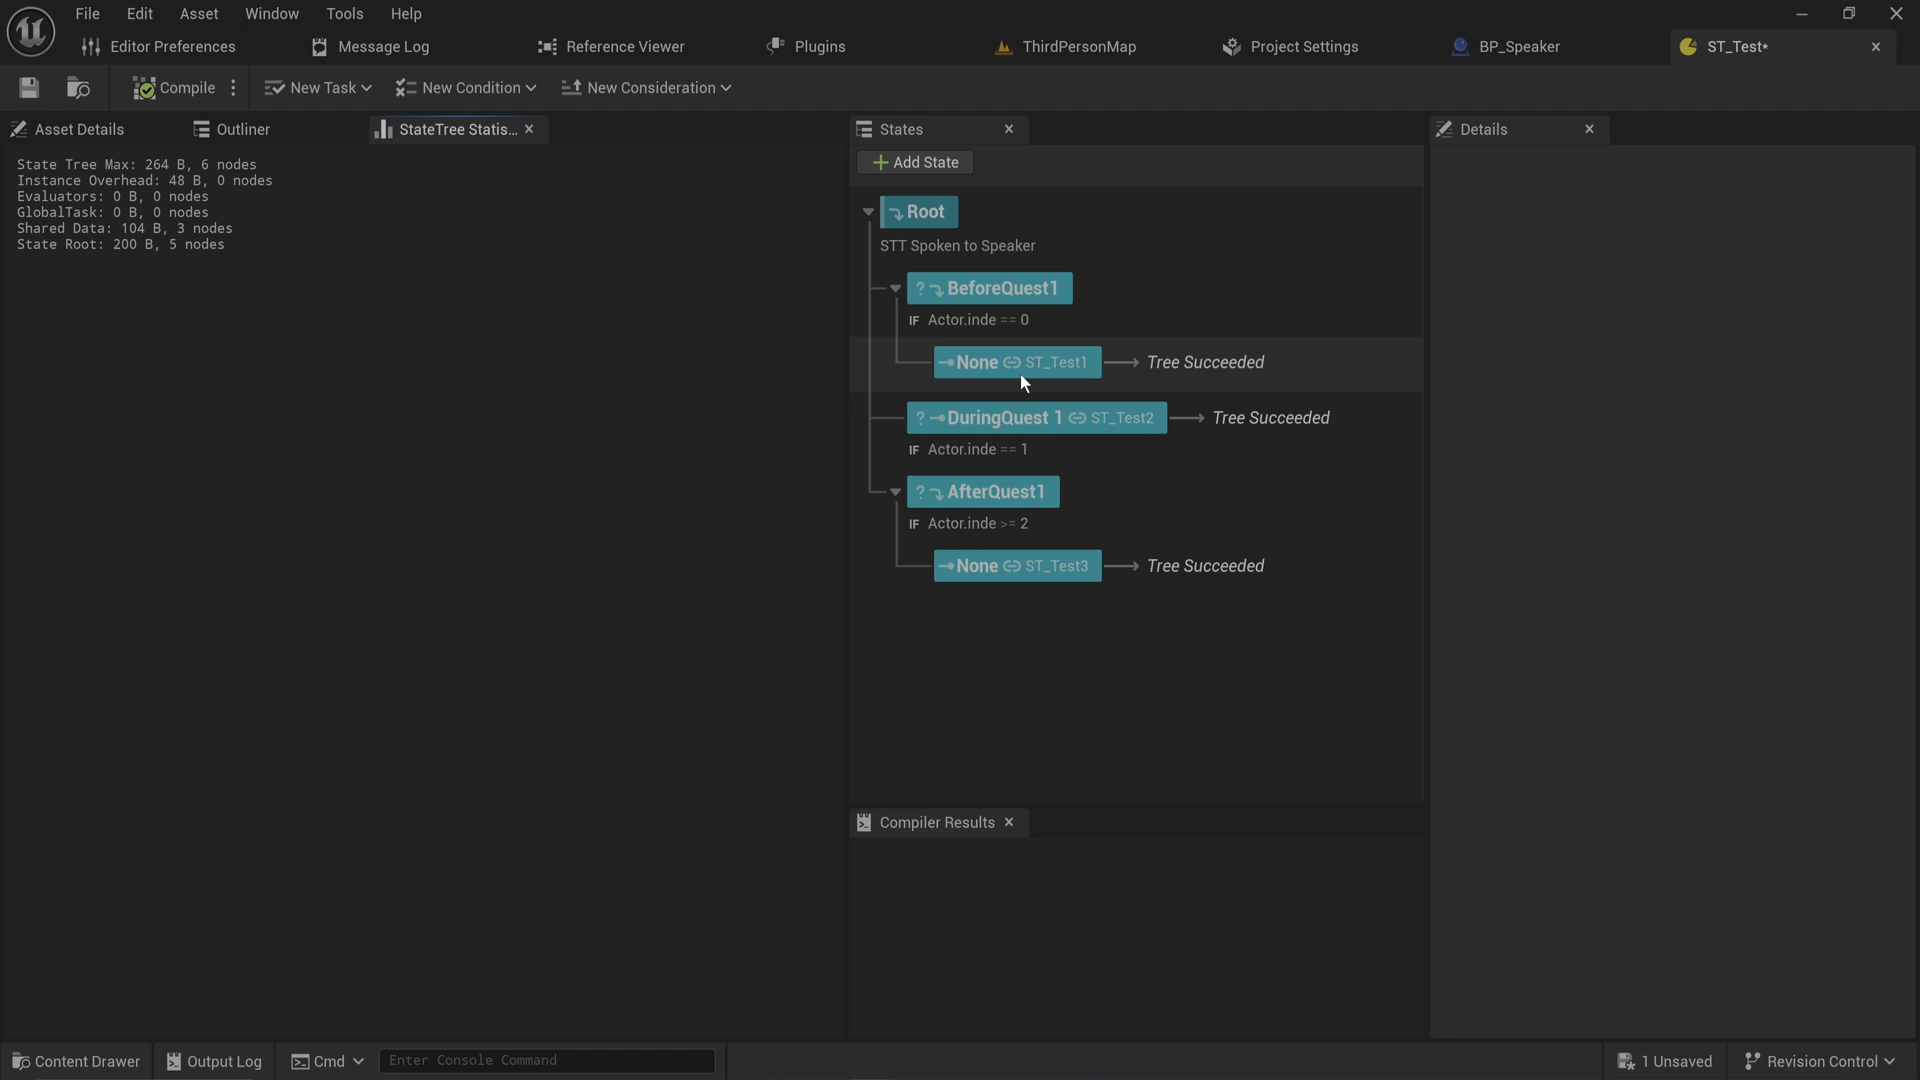 File Edit Asset Window Tools Help
Editor Preferences Message Log Reference Viewer Plugins ThirdPersonMap Project Settings BP_Speaker ST_Test*
Compile New Task New Condition New Consideration
Asset Details Outliner StateTree Statis...
State Tree Max: 264 B, 6 nodes
Instance Overhead: 48 B, 0 nodes
Evaluators: 0 B, 0 nodes
GlobalTask: 0 B, 0 nodes
Shared Data: 104 B, 3 nodes
State Root: 200 B, 5 nodes
States
Add State
Root
STT Spoken to Speaker
? BeforeQuest1
IF Actor.inde == 0
None ST_Test1 Tree Succeeded
? DuringQuest 1 ST_Test2 Tree Succeeded
IF Actor.inde == 1
? AfterQuest1
IF Actor.inde >= 2
None ST_Test3 Tree Succeeded
Compiler Results
Details
Content Drawer Output Log Cmd Enter Console Command 1 Unsaved Revision Control